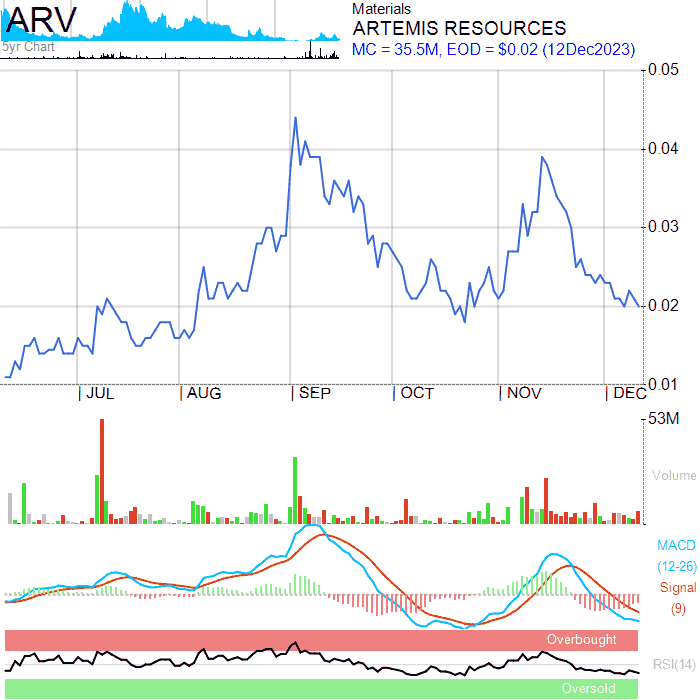 ARV
5yr Chart
Materials
ARTEMIS RESOURCES
MC = 35.5M, EOD = $0.02 (12Dec2023)
0.05
0.04
0.03
0.02
0.01
| JUL | AUG | SEP | OCT | NOV | DEC
53M
Volume
MACD
(12-26)
Signal
(9)
Overbought
RSI(14)
Oversold